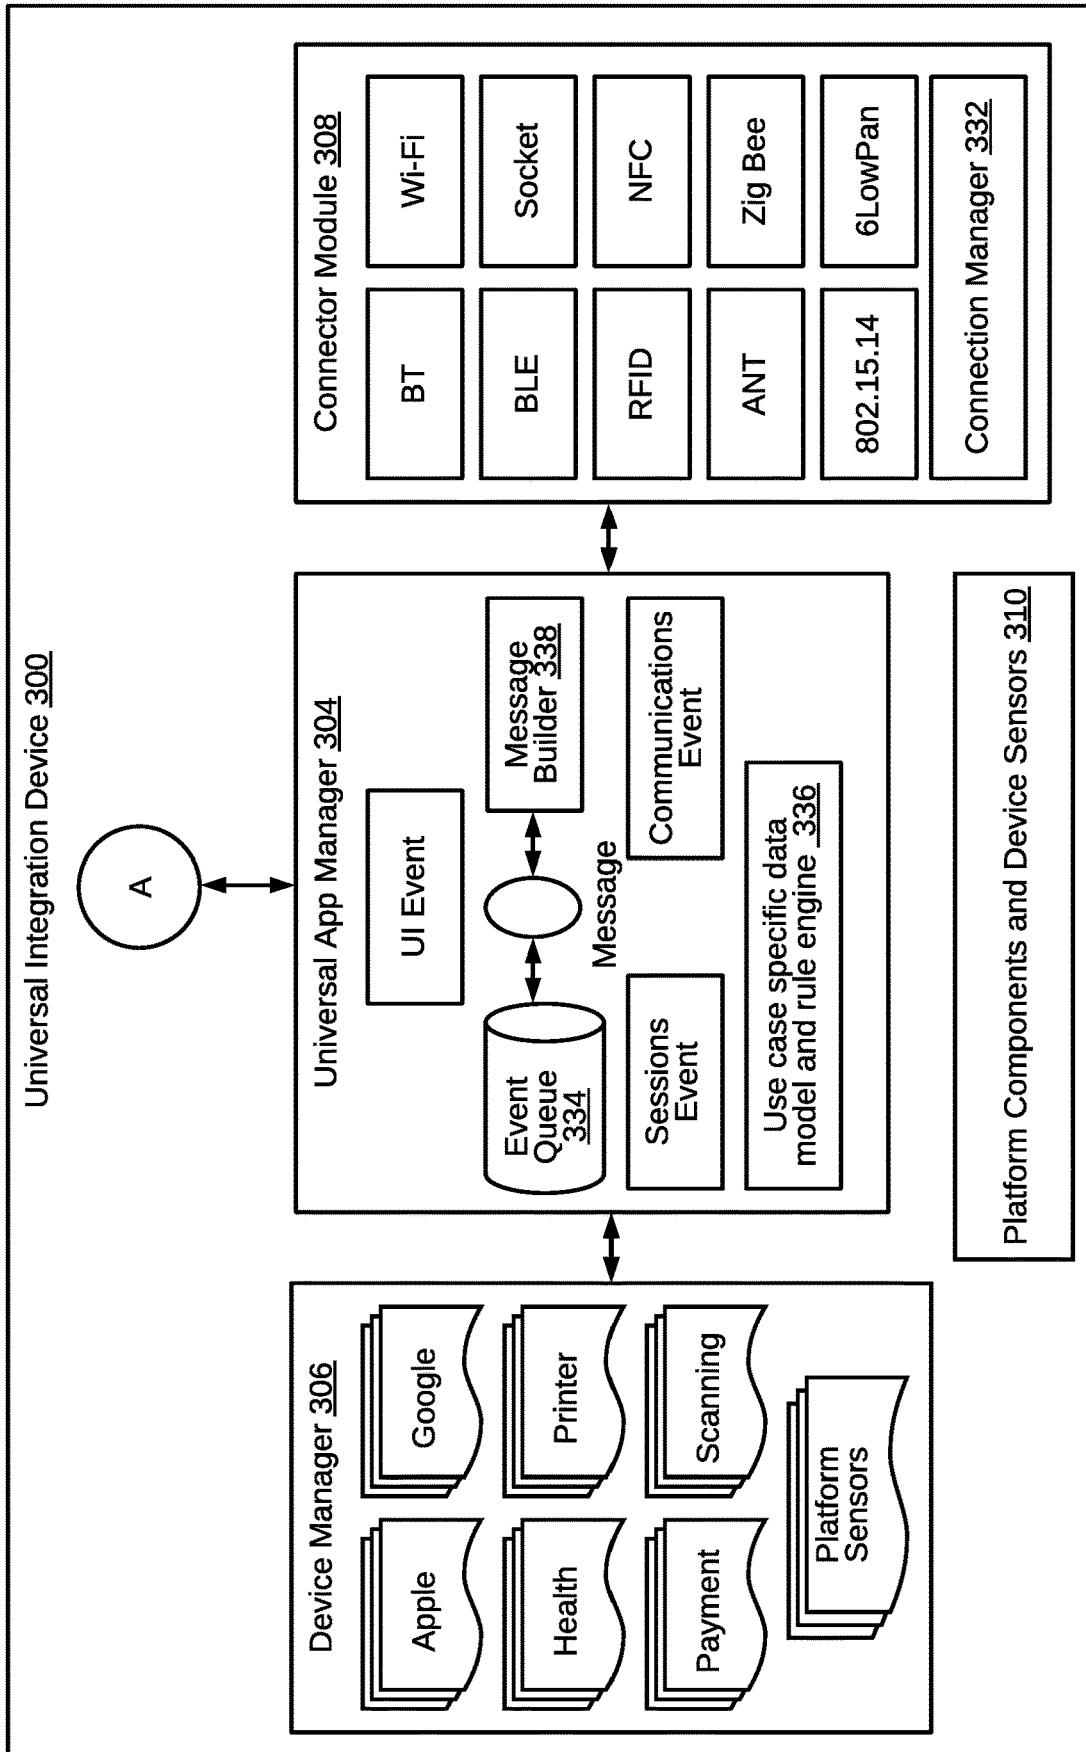 Universal Integration Device 300
A
Device Manager 306
Apple
Google
Health
Printer
Payment
Scanning
Platform
Sensors
Universal App Manager 304
UI Event
Event
Queue
334
Message
Message
Builder 338
Sessions
Event
Communications
Event
Use case specific data
model and rule engine 336
Connector Module 308
BT
Wi-Fi
BLE
Socket
RFID
NFC
ANT
Zig Bee
802.15.14
6LowPan
Connection Manager 332
Platform Components and Device Sensors 310